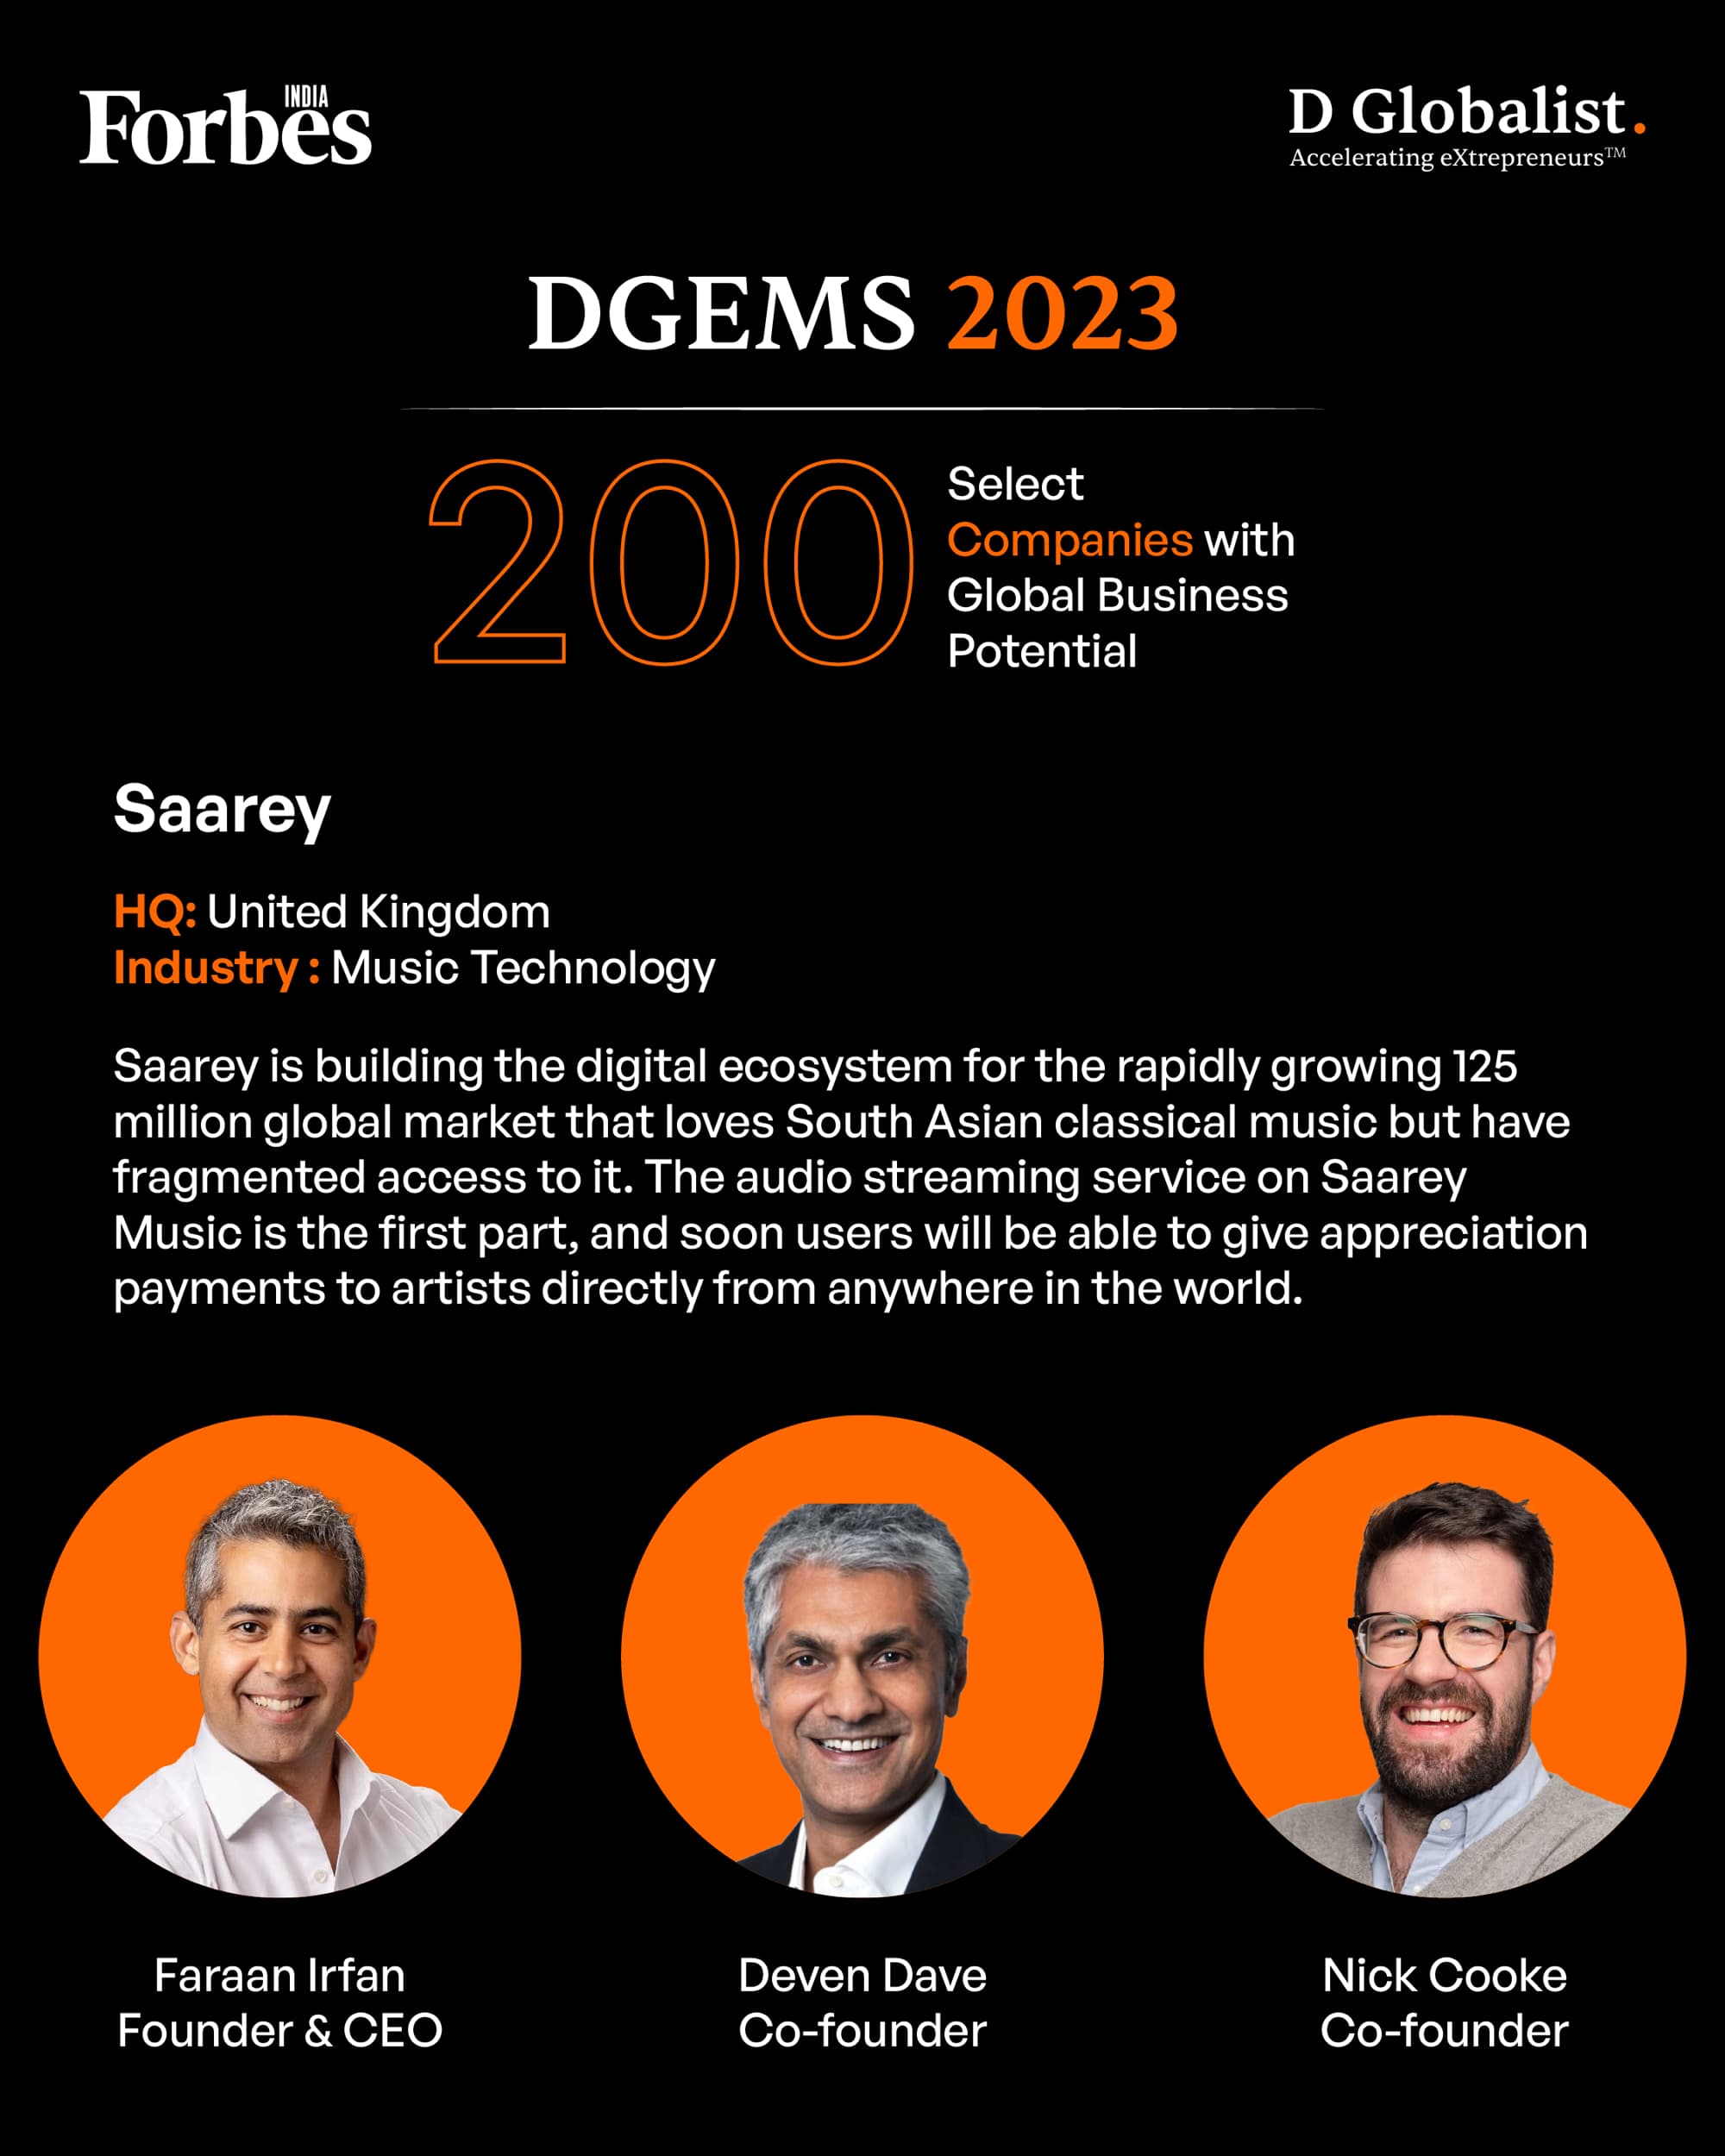 Forbes INDIA
D Globalist.
Accelerating eXtrepreneurs™
DGEMS 2023
200
Select
Companies with
Global Business
Potential
Saarey
HQ: United Kingdom
Industry : Music Technology
Saarey is building the digital ecosystem for the rapidly growing 125
million global market that loves South Asian classical music but have
fragmented access to it. The audio streaming service on Saarey
Music is the first part, and soon users will be able to give appreciation
payments to artists directly from anywhere in the world.
Faraan Irfan
Founder & CEO
Deven Dave
Co-founder
Nick Cooke
Co-founder